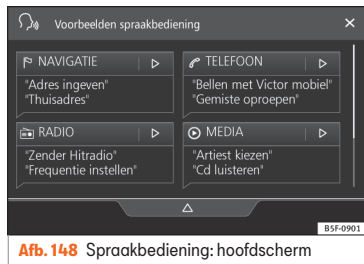 Voorbeelden spraakbediening
NAVIGATIE
"Adres ingeven"
"Thuisadres"
TELEFOON
"Bellen met Victor mobiel"
"Gemiste oproepen"
RADIO
"Zender Hitradio"
"Frequentie instellen"
MEDIA
"Artiest kiezen"
"Cd luisteren"
B5F-0901
Afb. 148 Spraakbediening: hoofdscherm